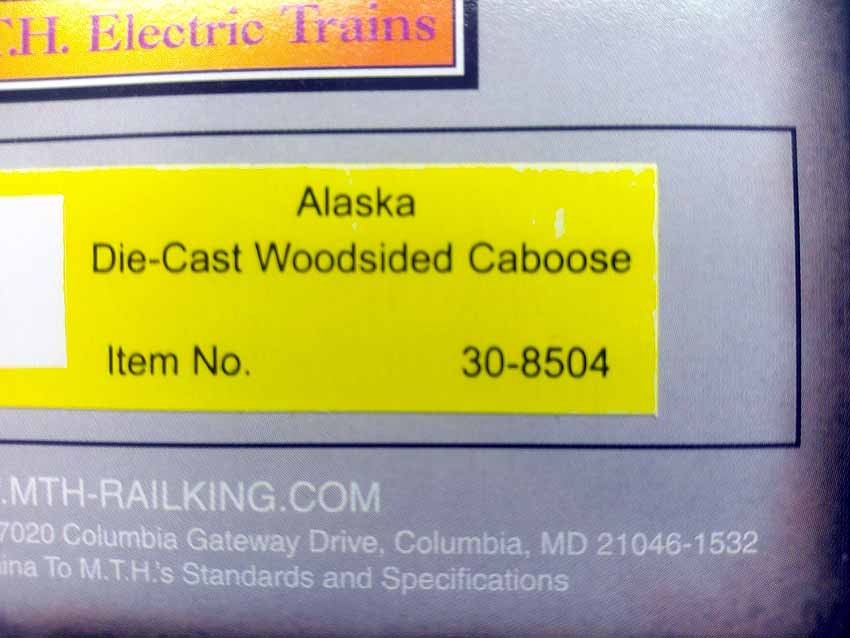 T.H. Electric Trains
Alaska
Die-Cast Woodsided Caboose
Item No. 30-8504
.MTH-RAILKING.COM
7020 Columbia Gateway Drive, Columbia, MD 21046-1532
ina To M.T.H.'s Standards and Specifications